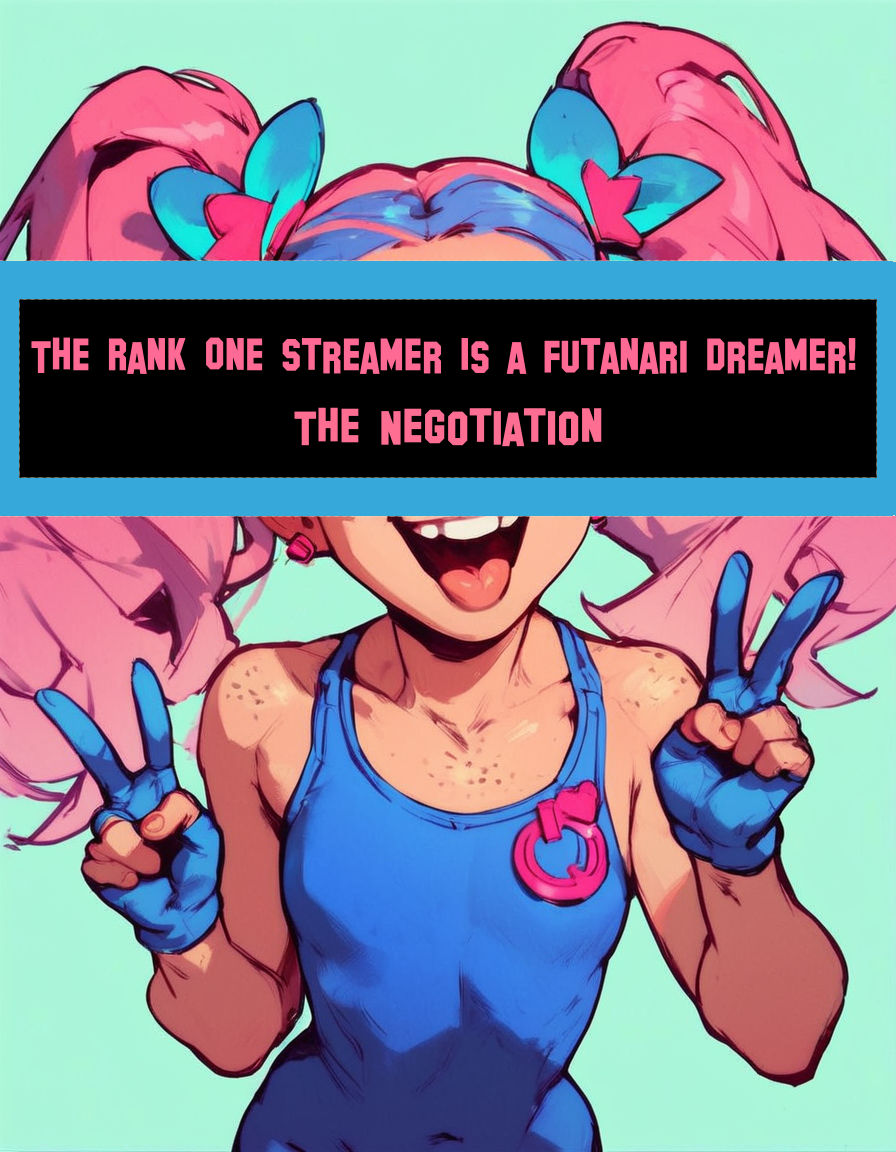 THE RANK ONE STREAMER IS A FUTANARI DREAMER!
THE NEGOTIATION